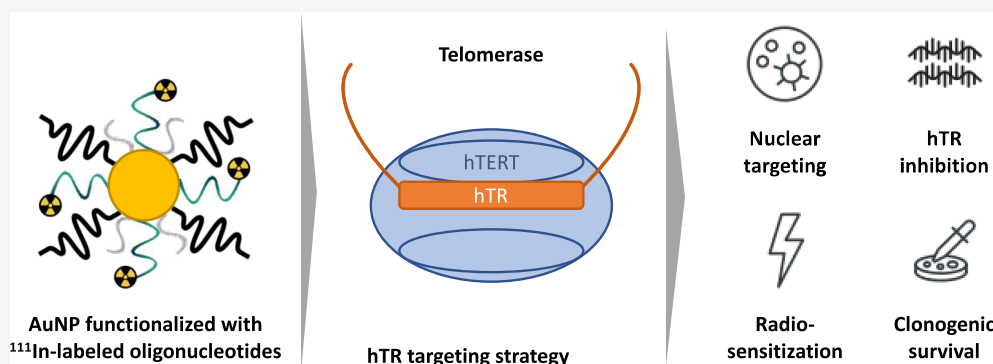 AuNP functionalized with
¹¹¹In-labeled oligonucleotides
Telomerase
hTERT
hTR
hTR targeting strategy
Nuclear
targeting
hTR
inhibition
Radio-
sensitization
Clonogenic
survival